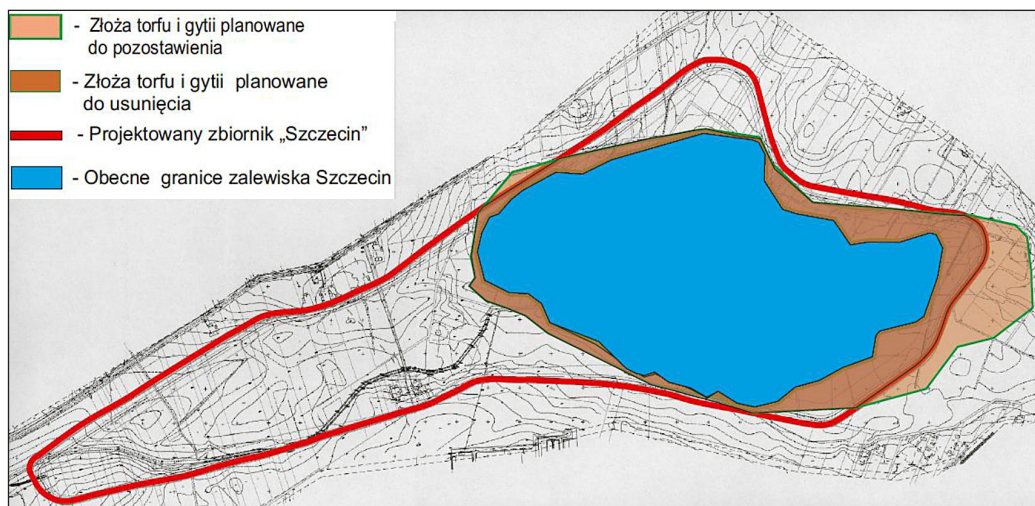 - Złoża torfu i gytii planowane
do pozostawienia
- Złoża torfu i gytii planowane
do usunięcia
- Projektowany zbiornik „Szczecin”
- Obecne granice zalewiska Szczecin